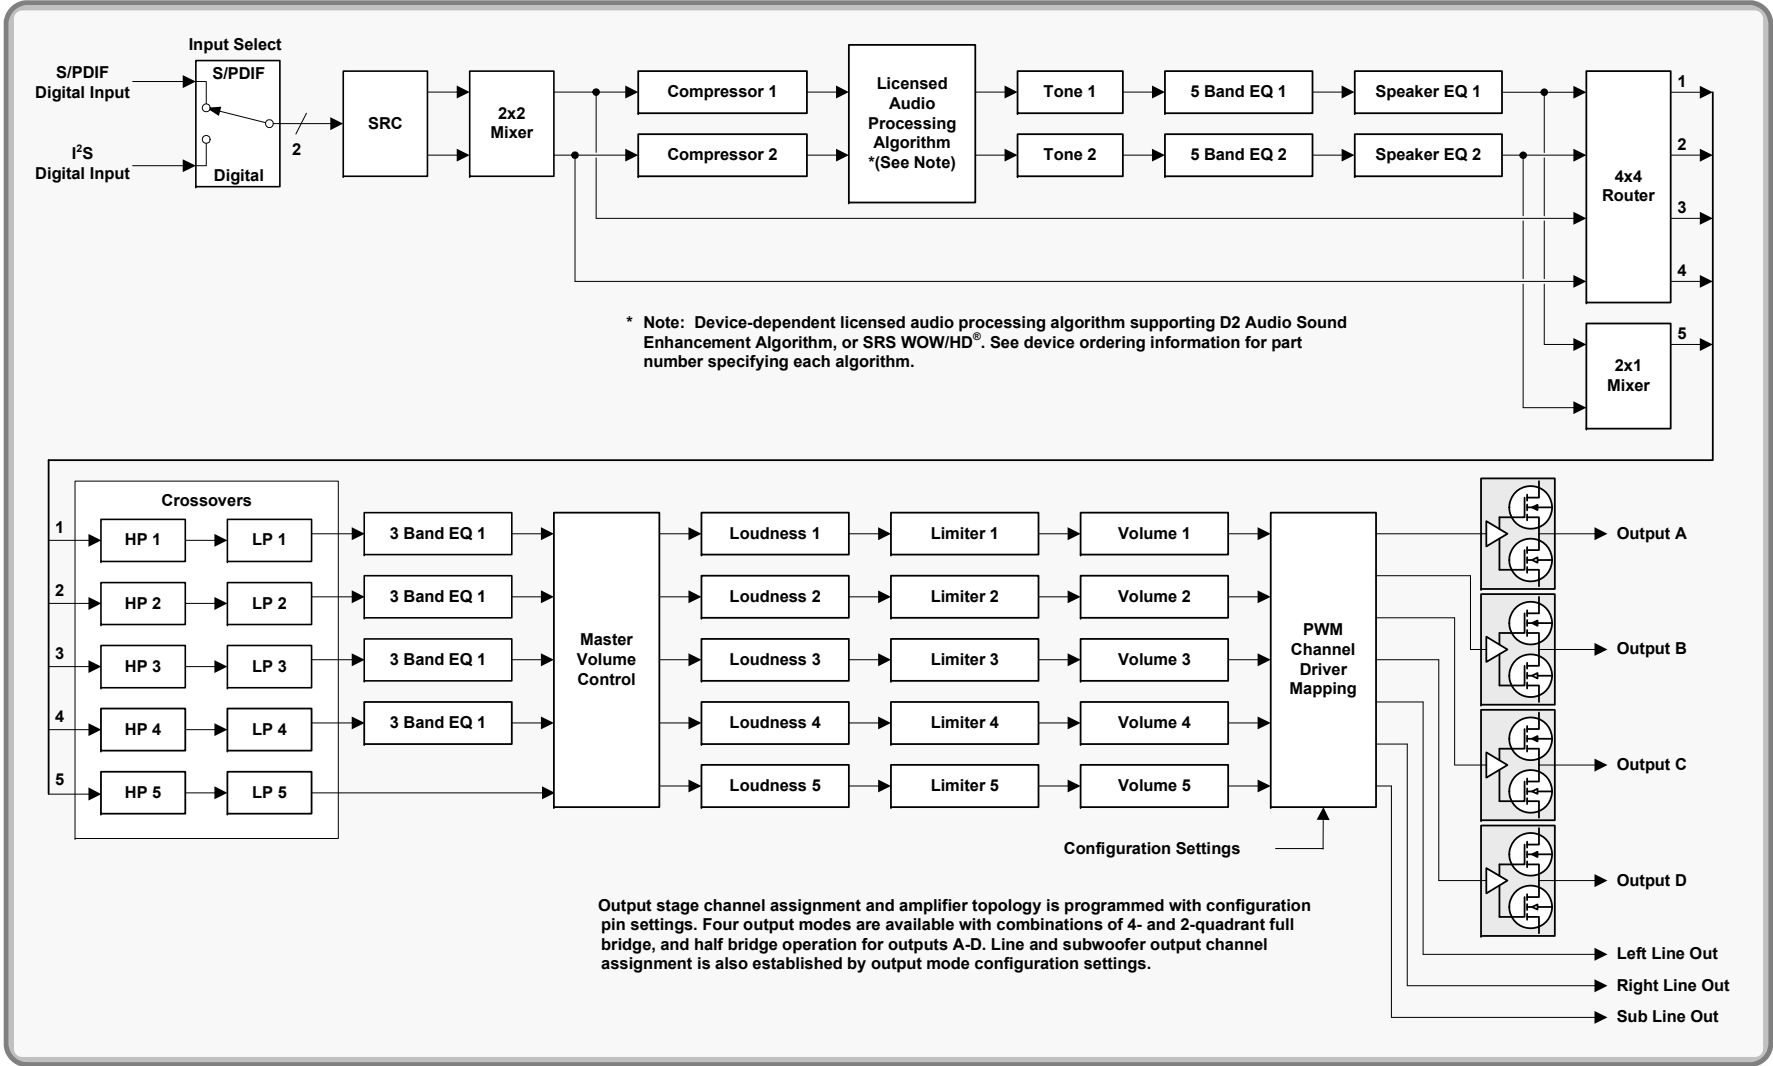 Input Select
S/PDIF
Digital Input
S/PDIF
I²S
Digital Input
Digital
2
SRC
2x2
Mixer
Compressor 1
Compressor 2
Licensed
Audio
Processing
Algorithm
*(See Note)
Tone 1
Tone 2
5 Band EQ 1
5 Band EQ 2
Speaker EQ 1
Speaker EQ 2
4x4
Router
1
2
3
4
2x1
Mixer
5
* Note: Device-dependent licensed audio processing algorithm supporting D2 Audio Sound
Enhancement Algorithm, or SRS WOW/HD®. See device ordering information for part
number specifying each algorithm.
Crossovers
1
HP 1
LP 1
3 Band EQ 1
2
HP 2
LP 2
3 Band EQ 1
3
HP 3
LP 3
3 Band EQ 1
4
HP 4
LP 4
3 Band EQ 1
5
HP 5
LP 5
Master
Volume
Control
Loudness 1
Limiter 1
Volume 1
Loudness 2
Limiter 2
Volume 2
Loudness 3
Limiter 3
Volume 3
Loudness 4
Limiter 4
Volume 4
Loudness 5
Limiter 5
Volume 5
PWM
Channel
Driver
Mapping
Configuration Settings
Output A
Output B
Output C
Output D
Left Line Out
Right Line Out
Sub Line Out
Output stage channel assignment and amplifier topology is programmed with configuration
pin settings. Four output modes are available with combinations of 4- and 2-quadrant full
bridge, and half bridge operation for outputs A-D. Line and subwoofer output channel
assignment is also established by output mode configuration settings.